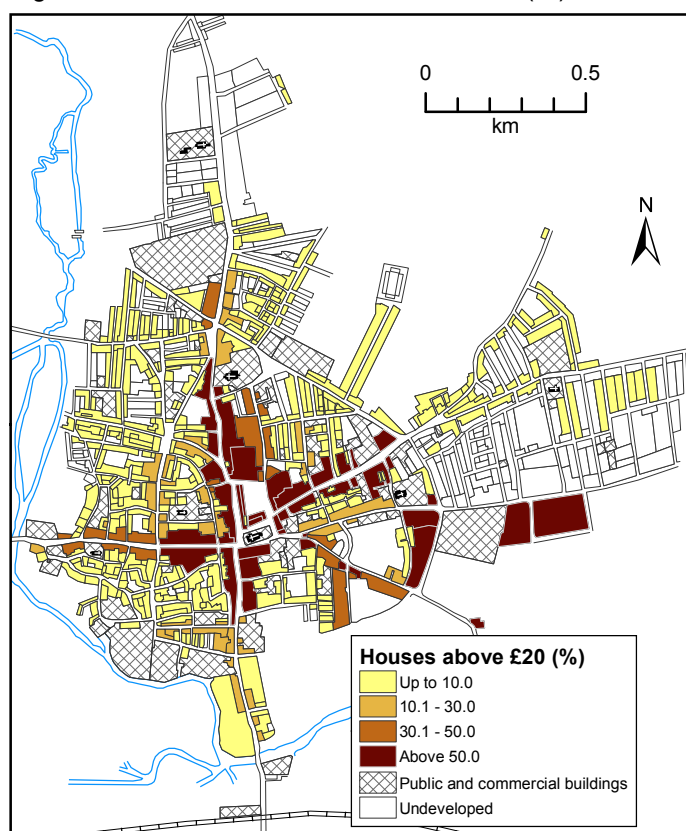 0 0.5
km
N
Houses above £20 (%)
Up to 10.0
10.1 - 30.0
30.1 - 50.0
Above 50.0
Public and commercial buildings
Undeveloped